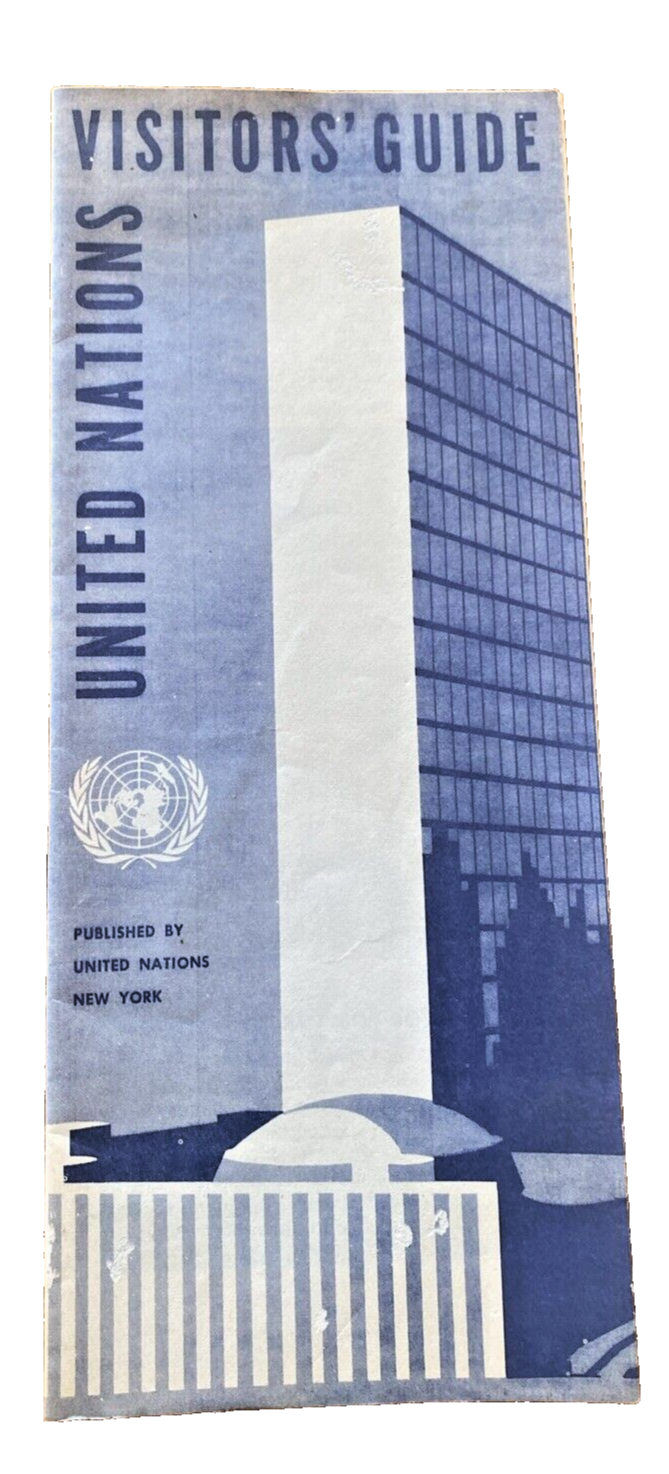 VISITORS' GUIDE
UNITED NATIONS
PUBLISHED BY
UNITED NATIONS
NEW YORK